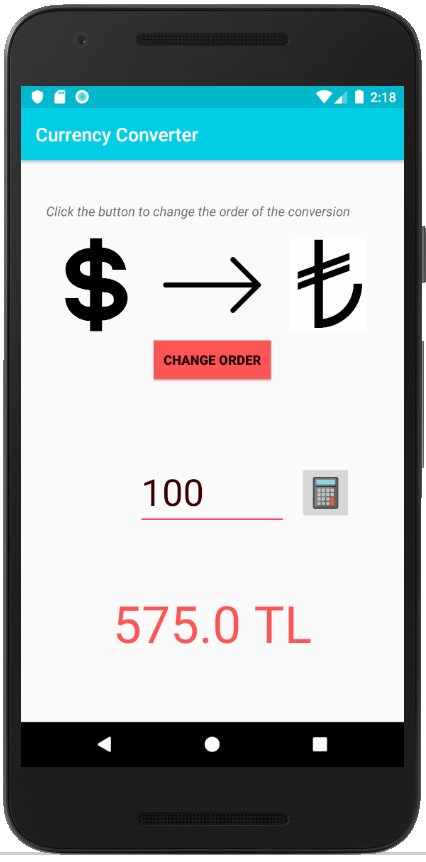 2:18
Currency Converter
Click the button to change the order of the conversion
$ → ₺
CHANGE ORDER
100
575.0 TL